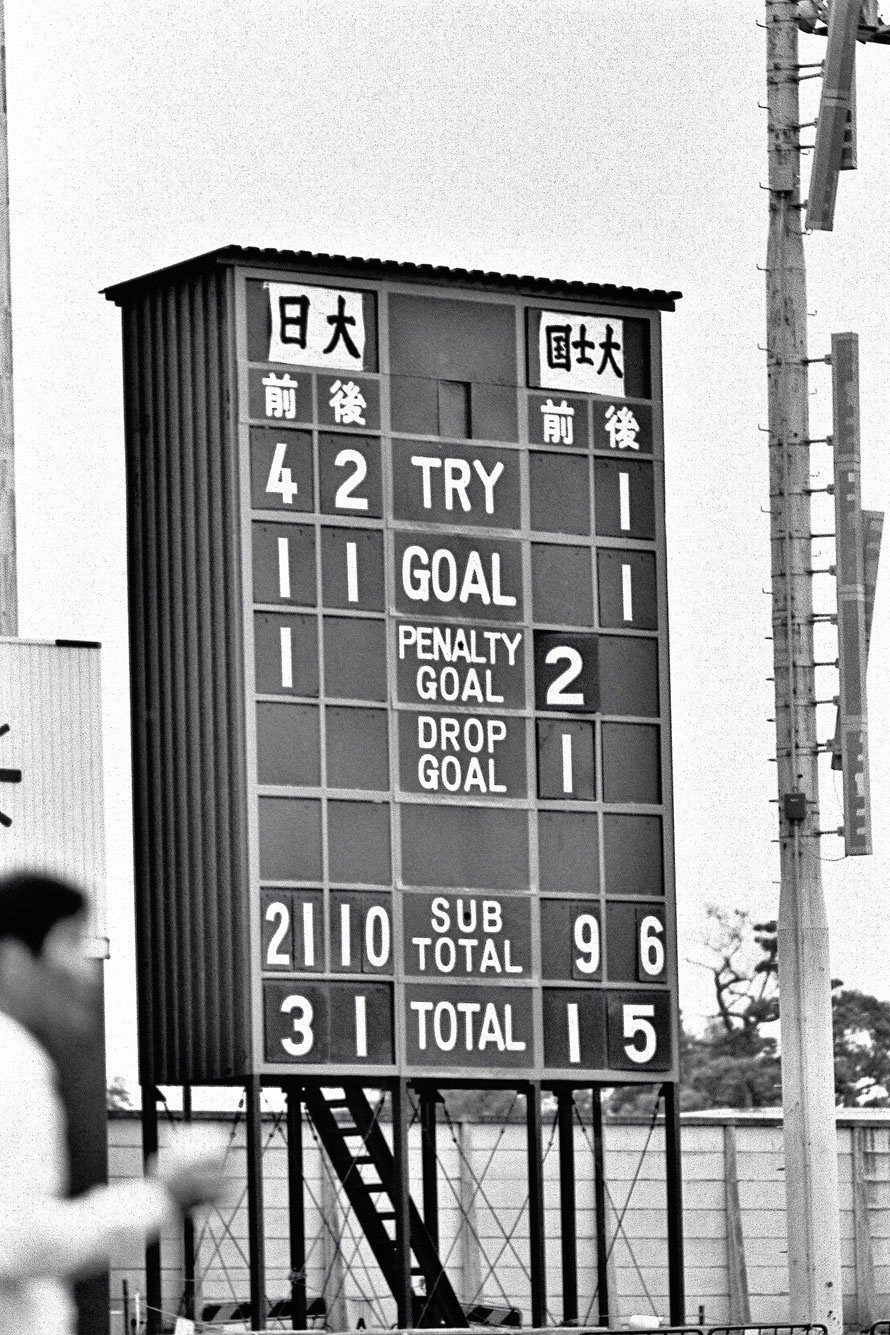 日大 国士大
前 後 前 後
4 2 TRY 1
1 1 GOAL 1
1 PENALTY GOAL 2
DROP GOAL 1
21 10 SUB TOTAL 9 6
31 TOTAL 15